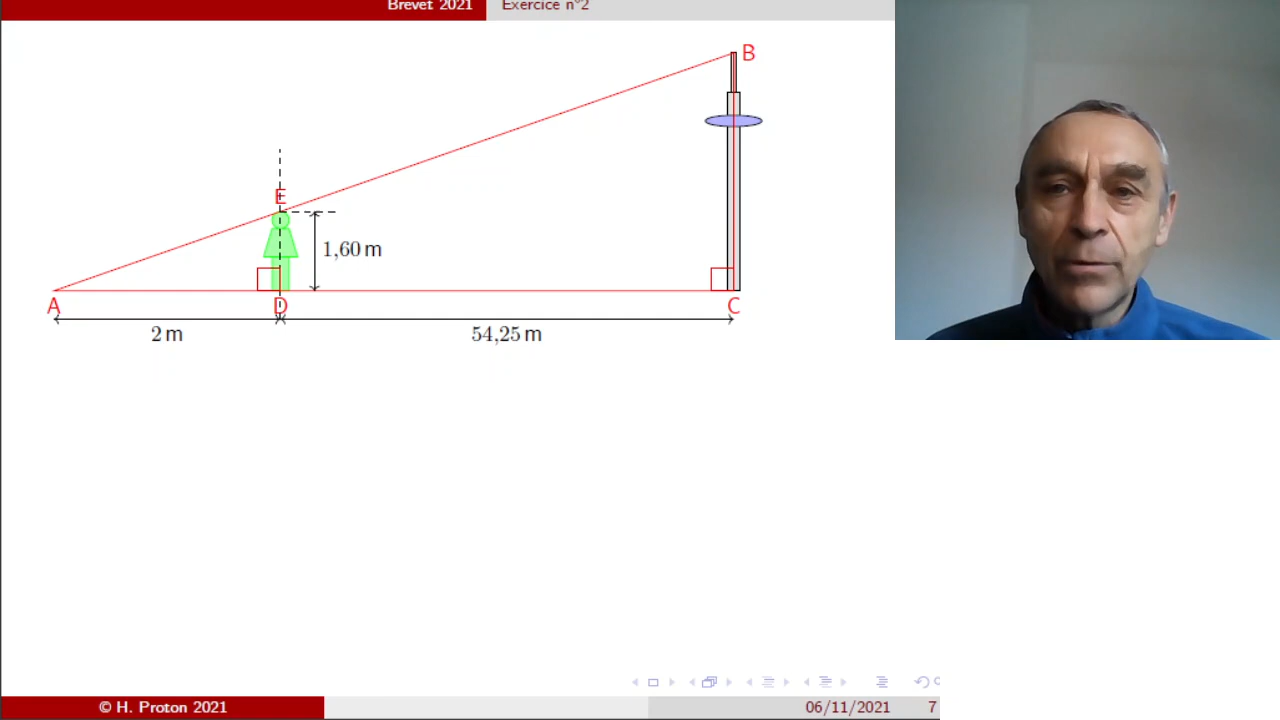 Brevet 2021 Exercice n°2
B
E
1,60 m
A D C
2 m 54,25 m
© H. Proton 2021 06/11/2021 7